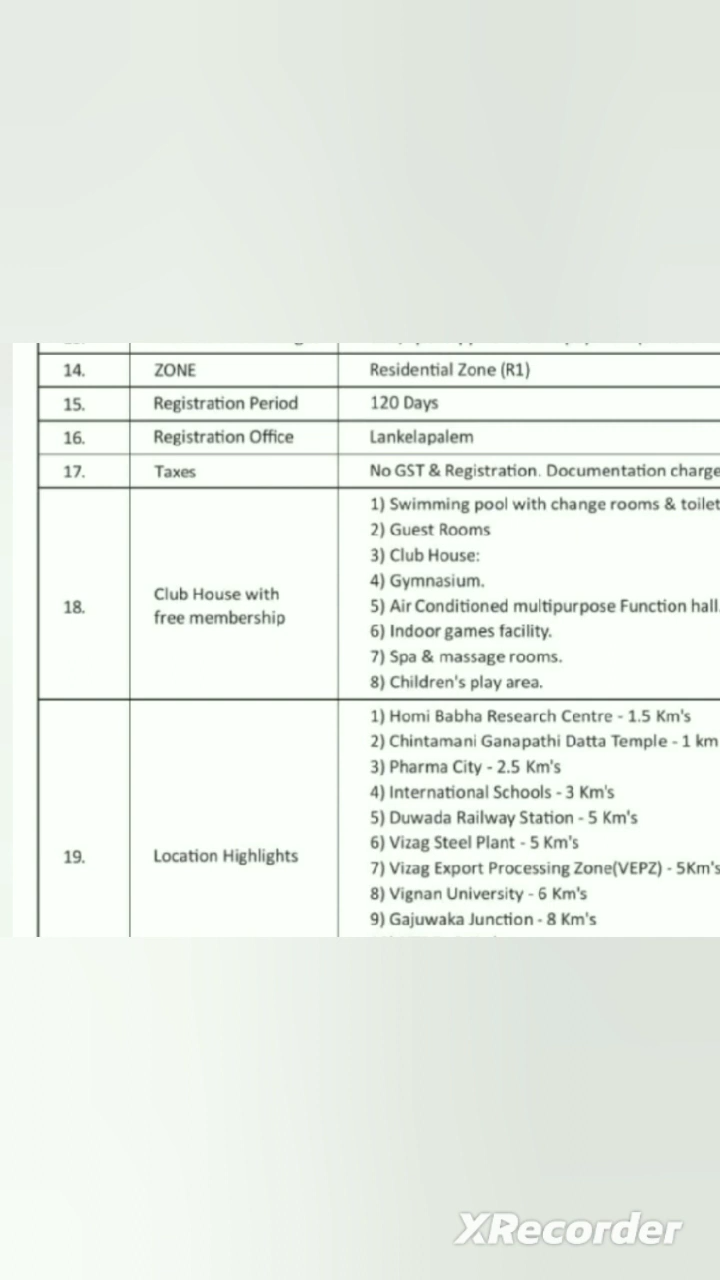 14. ZONE Residential Zone (R1)
15. Registration Period 120 Days
16. Registration Office Lankelapalem
17. Taxes No GST & Registration. Documentation charge
18. Club House with
free membership
1) Swimming pool with change rooms & toilet
2) Guest Rooms
3) Club House:
4) Gymnasium.
5) Air Conditioned multipurpose Function hall.
6) Indoor games facility.
7) Spa & massage rooms.
8) Children's play area.
19. Location Highlights
1) Homi Babha Research Centre - 1.5 Km's
2) Chintamani Ganapathi Datta Temple - 1 km
3) Pharma City - 2.5 Km's
4) International Schools - 3 Km's
5) Duwada Railway Station - 5 Km's
6) Vizag Steel Plant - 5 Km's
7) Vizag Export Processing Zone(VEPZ) - 5Km's
8) Vignan University - 6 Km's
9) Gajuwaka Junction - 8 Km's
XRecorder